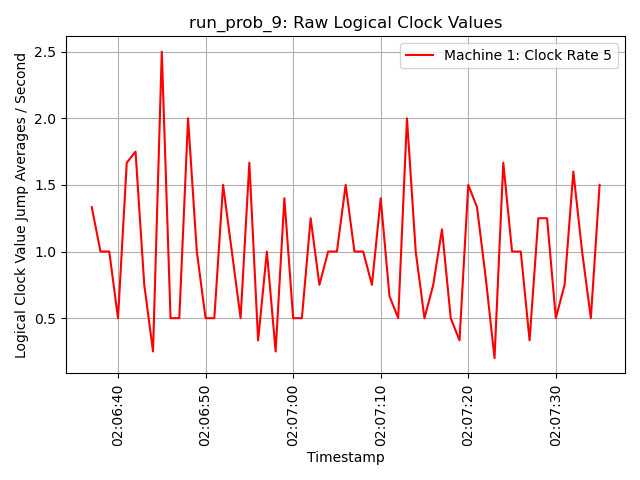 run_prob_9: Raw Logical Clock Values
Machine 1: Clock Rate 5
Logical Clock Value Jump Averages / Second
2.5
2.0
1.5
1.0
0.5
02:06:40
02:06:50
02:07:00
02:07:10
02:07:20
02:07:30
Timestamp